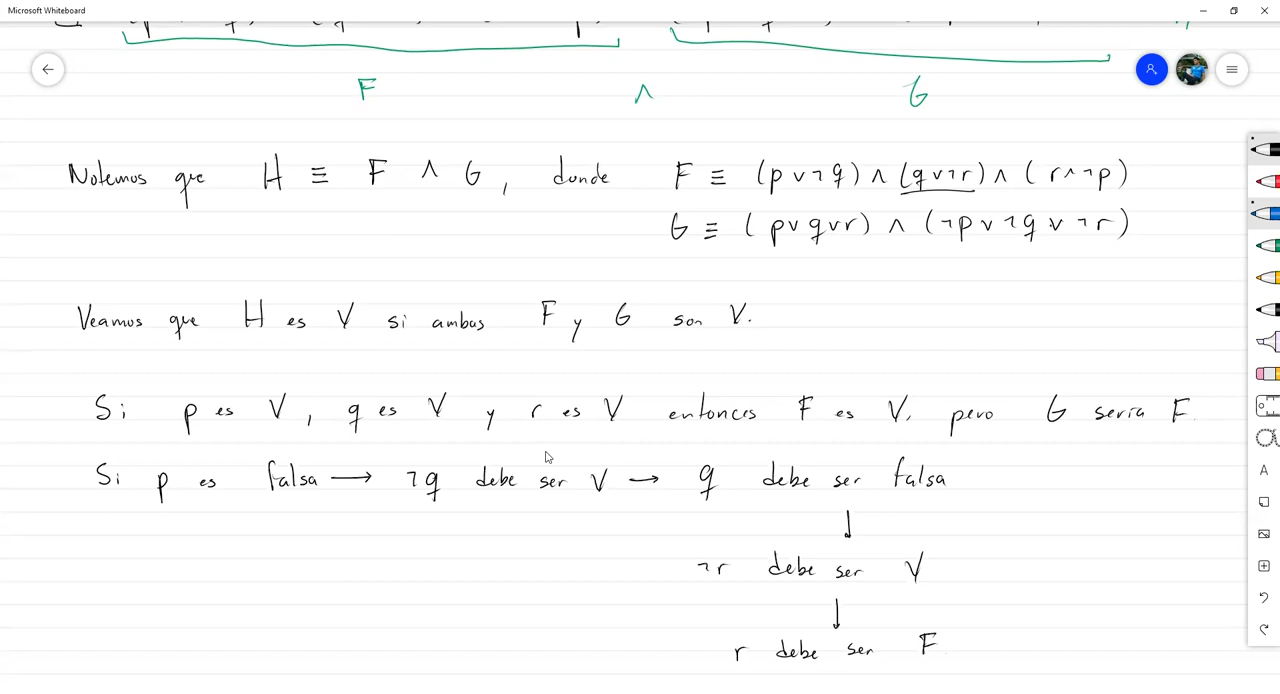 Microsoft Whiteboard
F ∧ G
Notemos que H ≡ F ∧ G, donde F ≡ (p ∨ ¬q) ∧ (q ∨ ¬r) ∧ (r ∧ ¬p)
G ≡ (p ∨ q ∨ r) ∧ (¬p ∨ ¬q ∨ ¬r)
Veamos que H es V si ambas F y G son V.
Si p es V, q es V y r es V entonces F es V, pero G sería F.
Si p es falsa → ¬q debe ser V → q debe ser falsa
↓
¬r debe ser V
↓
r debe ser F